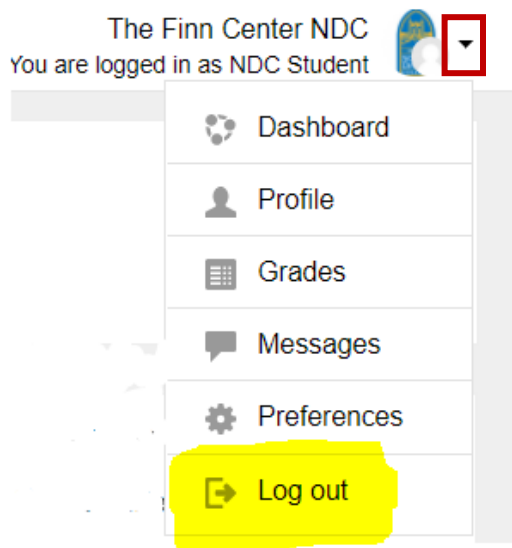 The Finn Center NDC
You are logged in as NDC Student
Dashboard
Profile
Grades
Messages
Preferences
Log out